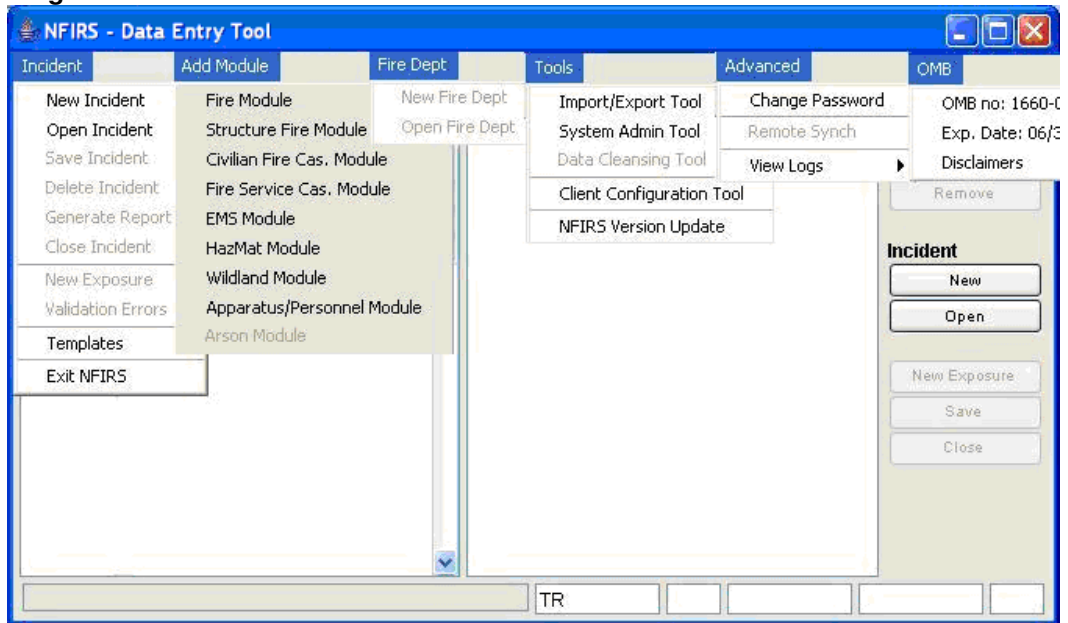 NFIRS - Data Entry Tool
Incident Add Module Fire Dept Tools Advanced OMB
New Incident
Open Incident
Save Incident
Delete Incident
Generate Report
Close Incident
New Exposure
Validation Errors
Templates
Exit NFIRS
Fire Module
Structure Fire Module
Civilian Fire Cas. Module
Fire Service Cas. Module
EMS Module
HazMat Module
Wildland Module
Apparatus/Personnel Module
Arson Module
New Fire Dept
Open Fire Dept
Import/Export Tool
System Admin Tool
Data Cleansing Tool
Client Configuration Tool
NFIRS Version Update
Change Password
Remote Synch
View Logs
OMB no: 1660-
Exp. Date: 06/3
Disclaimers
Remove
Incident
New
Open
New Exposure
Save
Close
TR